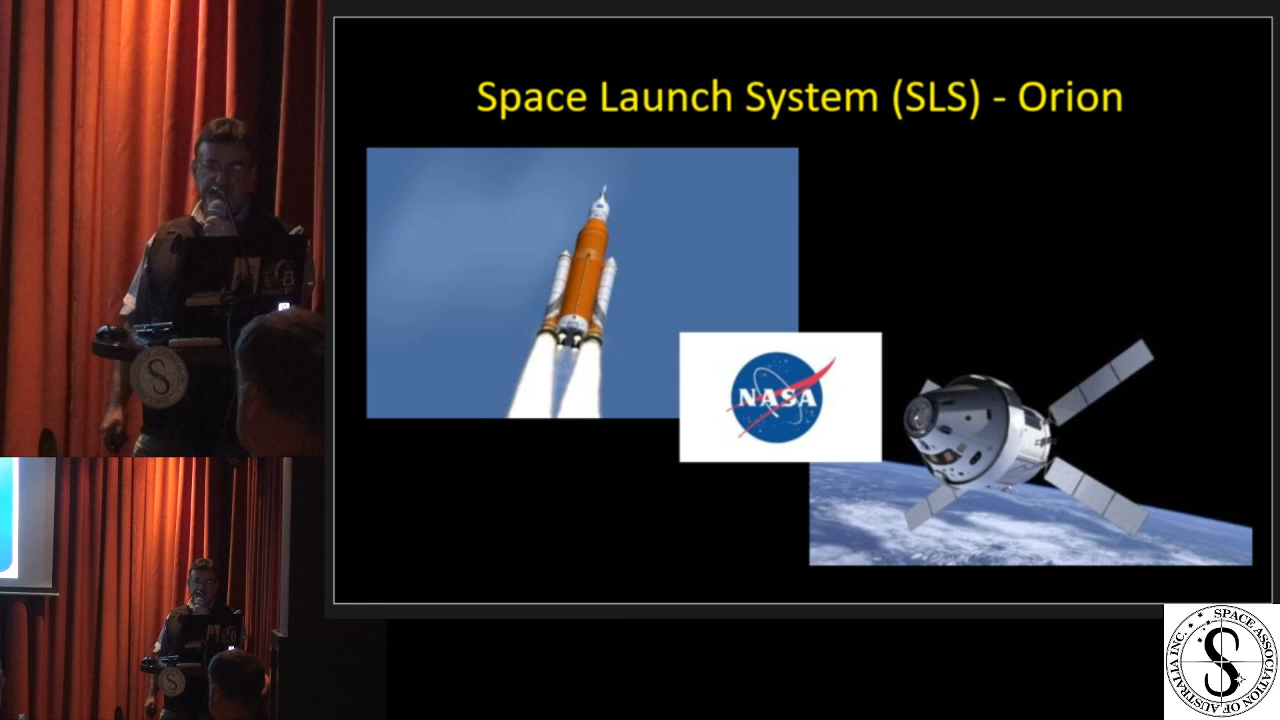 Space Launch System (SLS) - Orion
NASA
SPACE ASSOCIATION OF AUSTRALIA INC.
S